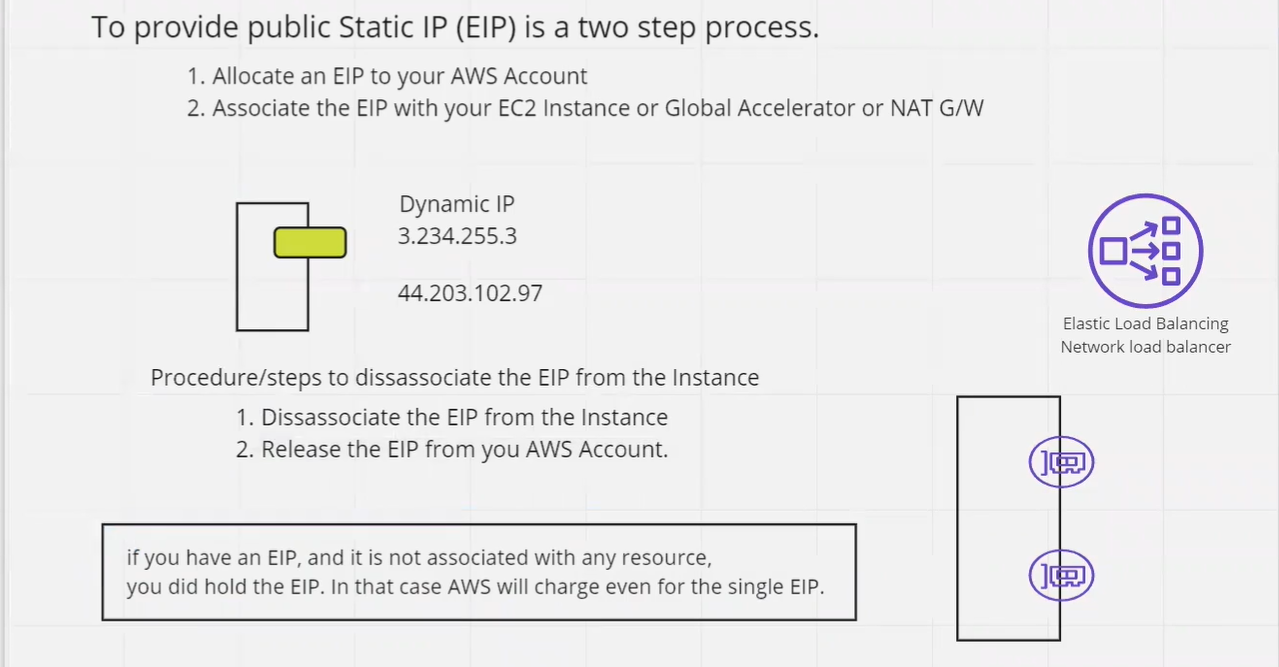 To provide public Static IP (EIP) is a two step process.
1. Allocate an EIP to your AWS Account
2. Associate the EIP with your EC2 Instance or Global Accelerator or NAT G/W
Dynamic IP
3.234.255.3
44.203.102.97
Elastic Load Balancing
Network load balancer
Procedure/steps to dissassociate the EIP from the Instance
1. Dissassociate the EIP from the Instance
2. Release the EIP from you AWS Account.
if you have an EIP, and it is not associated with any resource,
you did hold the EIP. In that case AWS will charge even for the single EIP.